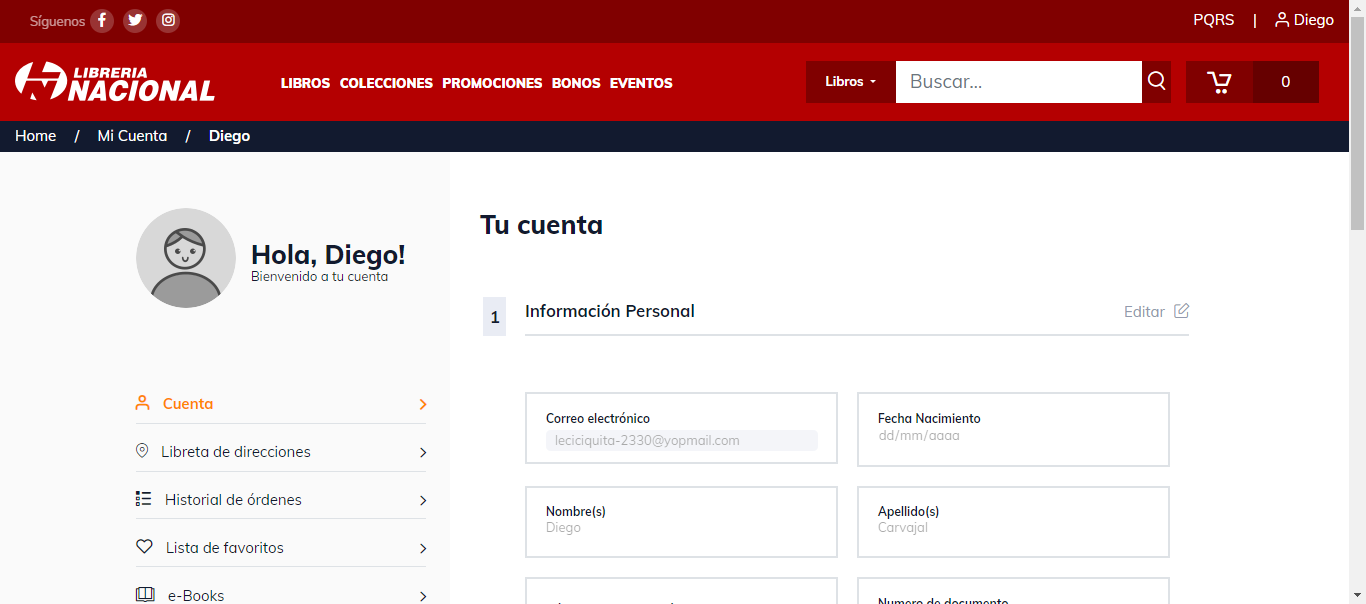 Síguenos
PQRS | Diego
LIBRERIA
NACIONAL
LIBROS COLECCIONES PROMOCIONES BONOS EVENTOS
Libros
Buscar...
0
Home / Mi Cuenta / Diego
Hola, Diego!
Bienvenido a tu cuenta
Cuenta
Libreta de direcciones
Historial de órdenes
Lista de favoritos
e-Books
Tu cuenta
1 Información Personal Editar
Correo electrónico
leciciquita-2330@yopmail.com
Fecha Nacimiento
dd/mm/aaaa
Nombre(s)
Diego
Apellido(s)
Carvajal
Numero de documento